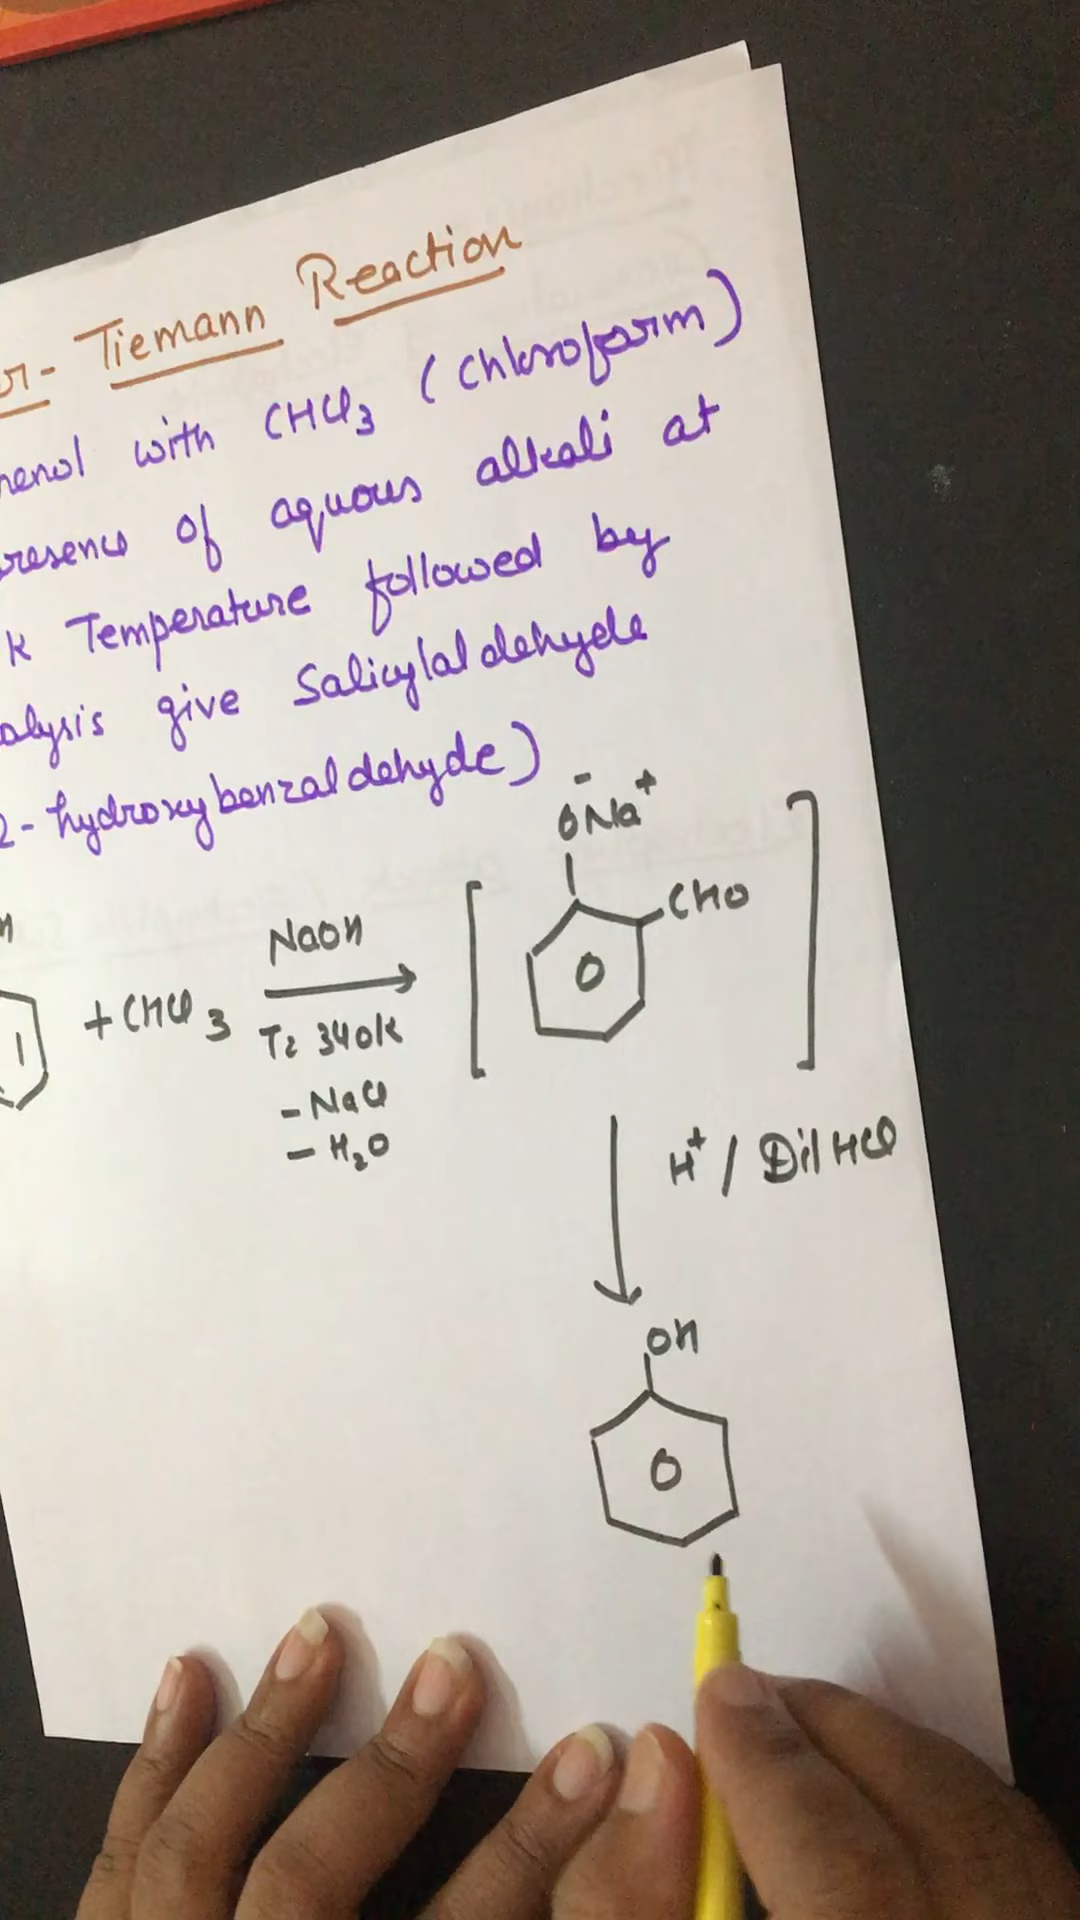 Tiemann Reaction
with CHCl3 (Chloroform)
of aquous alkali at
K Temperature followed by
give Salicylaldehyde
2-hydroxybenzaldehyde)
- +
ONa
CHO
NaOH
+CHCl3
T= 340K
-NaCl
-H2O
H+ / Dil HCl
OH